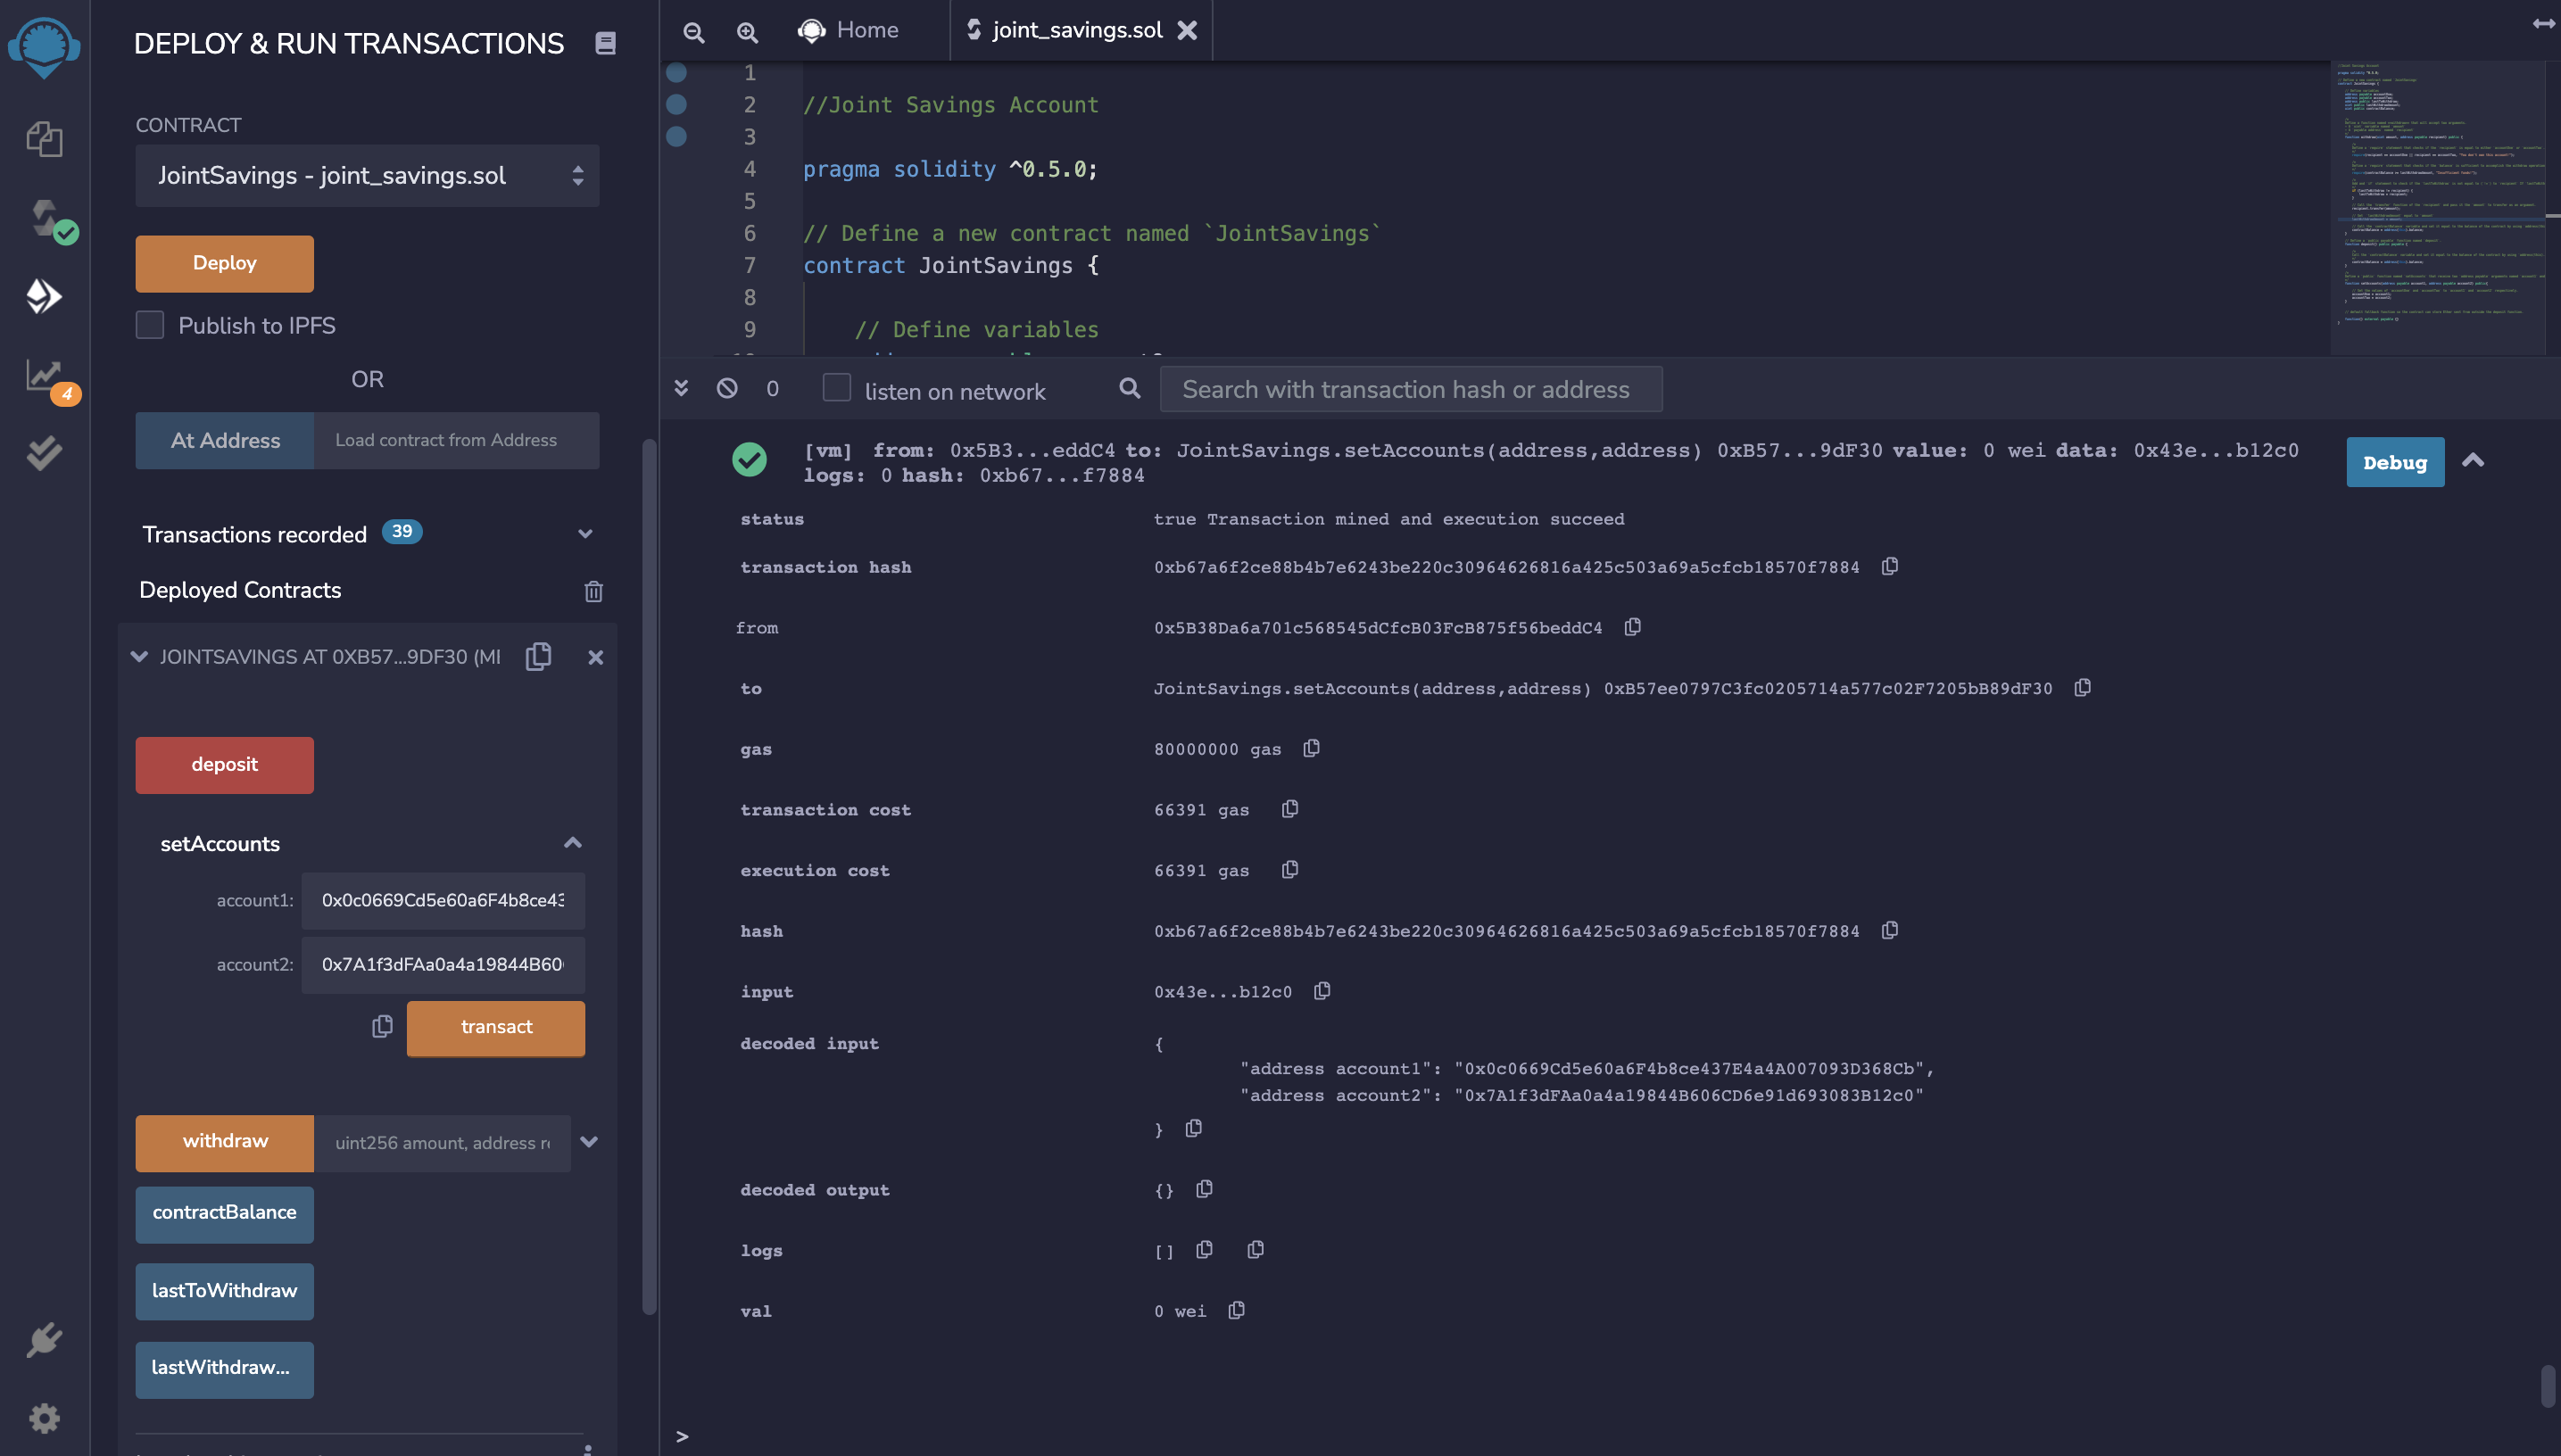 DEPLOY & RUN TRANSACTIONS
CONTRACT
JointSavings - joint_savings.sol
Deploy
Publish to IPFS
OR
At Address
Load contract from Address
4
Transactions recorded 39
Deployed Contracts
JOINTSAVINGS AT 0XB57...9DF30 (MI
deposit
setAccounts
account1: 0x0c0669Cd5e60a6F4b8ce43
account2: 0x7A1f3dFAa0a4a19844B60
transact
withdraw
uint256 amount, address re
contractBalance
lastToWithdraw
lastWithdraw...
Home
joint_savings.sol
1
2 //Joint Savings Account
3
4 pragma solidity ^0.5.0;
5
6 // Define a new contract named `JointSavings`
7 contract JointSavings {
8
9 // Define variables
0
listen on network
Search with transaction hash or address
[vm] from: 0x5B3...eddC4 to: JointSavings.setAccounts(address,address) 0xB57...9dF30 value: 0 wei data: 0x43e...b12c0
logs: 0 hash: 0xb67...f7884
Debug
status true Transaction mined and execution succeed
transaction hash 0xb67a6f2ce88b4b7e6243be220c30964626816a425c503a69a5cfcb18570f7884
from 0x5B38Da6a701c568545dCfcB03FcB875f56beddC4
to JointSavings.setAccounts(address,address) 0xB57ee0797C3fc0205714a577c02F7205bB89dF30
gas 80000000 gas
transaction cost 66391 gas
execution cost 66391 gas
hash 0xb67a6f2ce88b4b7e6243be220c30964626816a425c503a69a5cfcb18570f7884
input 0x43e...b12c0
decoded input {
"address account1": "0x0c0669Cd5e60a6F4b8ce437E4a4A007093D368Cb",
"address account2": "0x7A1f3dFAa0a4a19844B606CD6e91d693083B12c0"
}
decoded output {}
logs []
val 0 wei
>